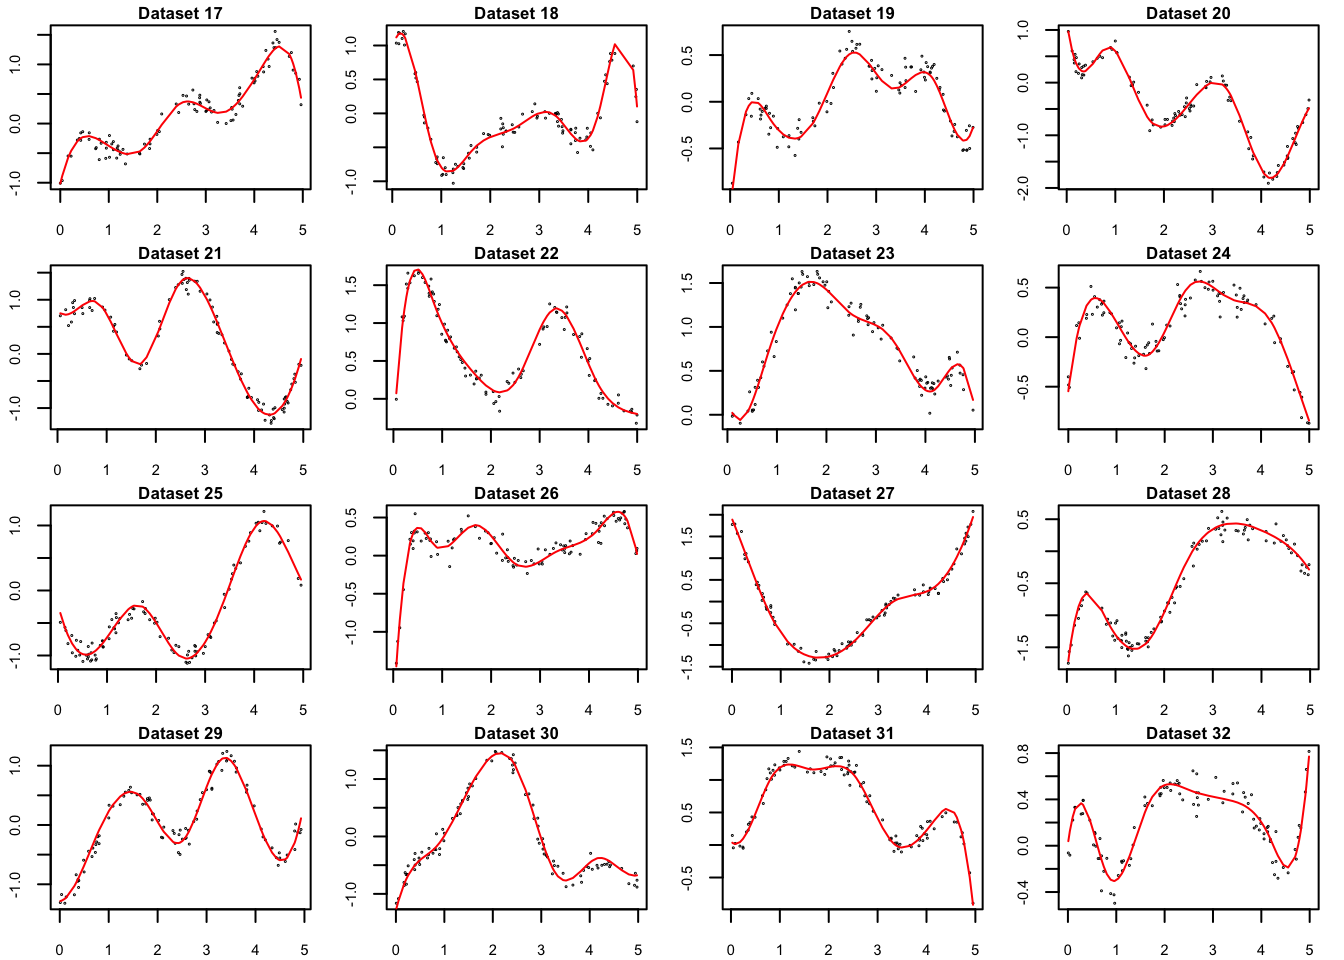 Dataset 17 Dataset 18 Dataset 19 Dataset 20
1.0 0.0 -1.0
1.0 0.5 0.0 -1.0
0.5 0.0 -0.5
1.0 0.0 -1.0 -2.0
0 1 2 3 4 5 0 1 2 3 4 5 0 1 2 3 4 5 0 1 2 3 4 5
Dataset 21 Dataset 22 Dataset 23 Dataset 24
1.0 0.0 -1.0
1.5 1.0 0.5 0.0
1.5 1.0 0.5 0.0
0.5 0.0 -0.5
0 1 2 3 4 5 0 1 2 3 4 5 0 1 2 3 4 5 0 1 2 3 4 5
Dataset 25 Dataset 26 Dataset 27 Dataset 28
1.0 0.0 -1.0
0.5 0.0 -0.5 -1.0
1.5 0.5 -0.5 -1.5
0.5 -0.5 -1.5
0 1 2 3 4 5 0 1 2 3 4 5 0 1 2 3 4 5 0 1 2 3 4 5
Dataset 29 Dataset 30 Dataset 31 Dataset 32
1.0 0.0 -1.0
1.0 0.0 -1.0
1.5 0.5 -0.5
0.8 0.4 0.0 -0.4
0 1 2 3 4 5 0 1 2 3 4 5 0 1 2 3 4 5 0 1 2 3 4 5